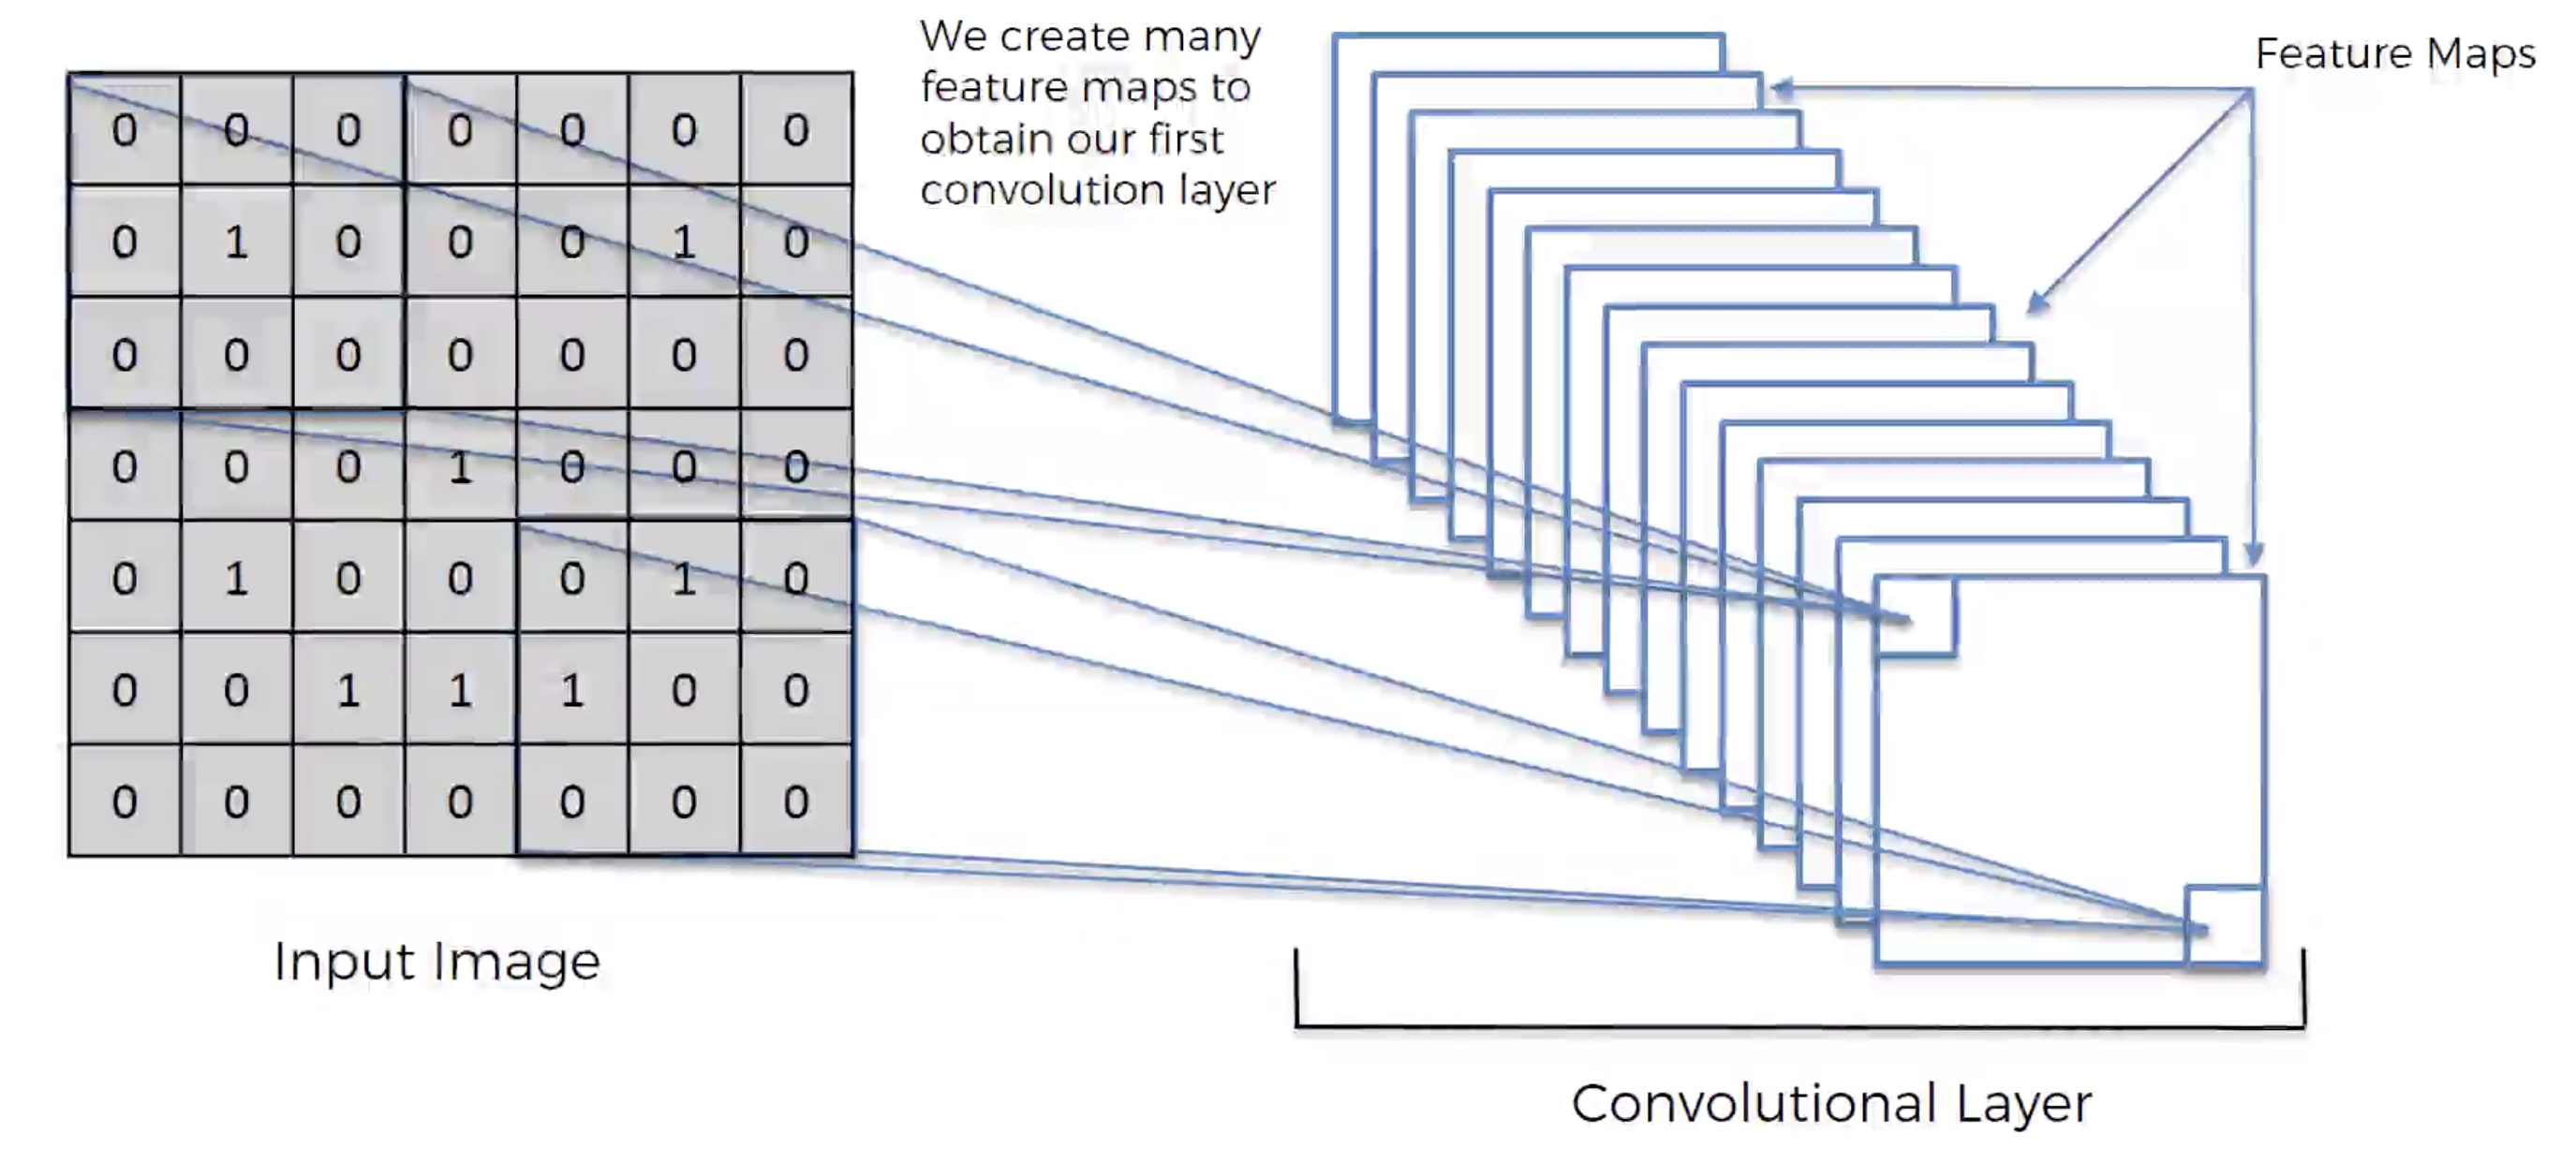 We create many
feature maps to
obtain our first
convolution layer
Feature Maps
0 0 0 0 0 0 0
0 1 0 0 0 1 0
0 0 0 0 0 0 0
0 0 0 1 0 0 0
0 1 0 0 0 1 0
0 0 1 1 1 0 0
0 0 0 0 0 0 0
Input Image
Convolutional Layer